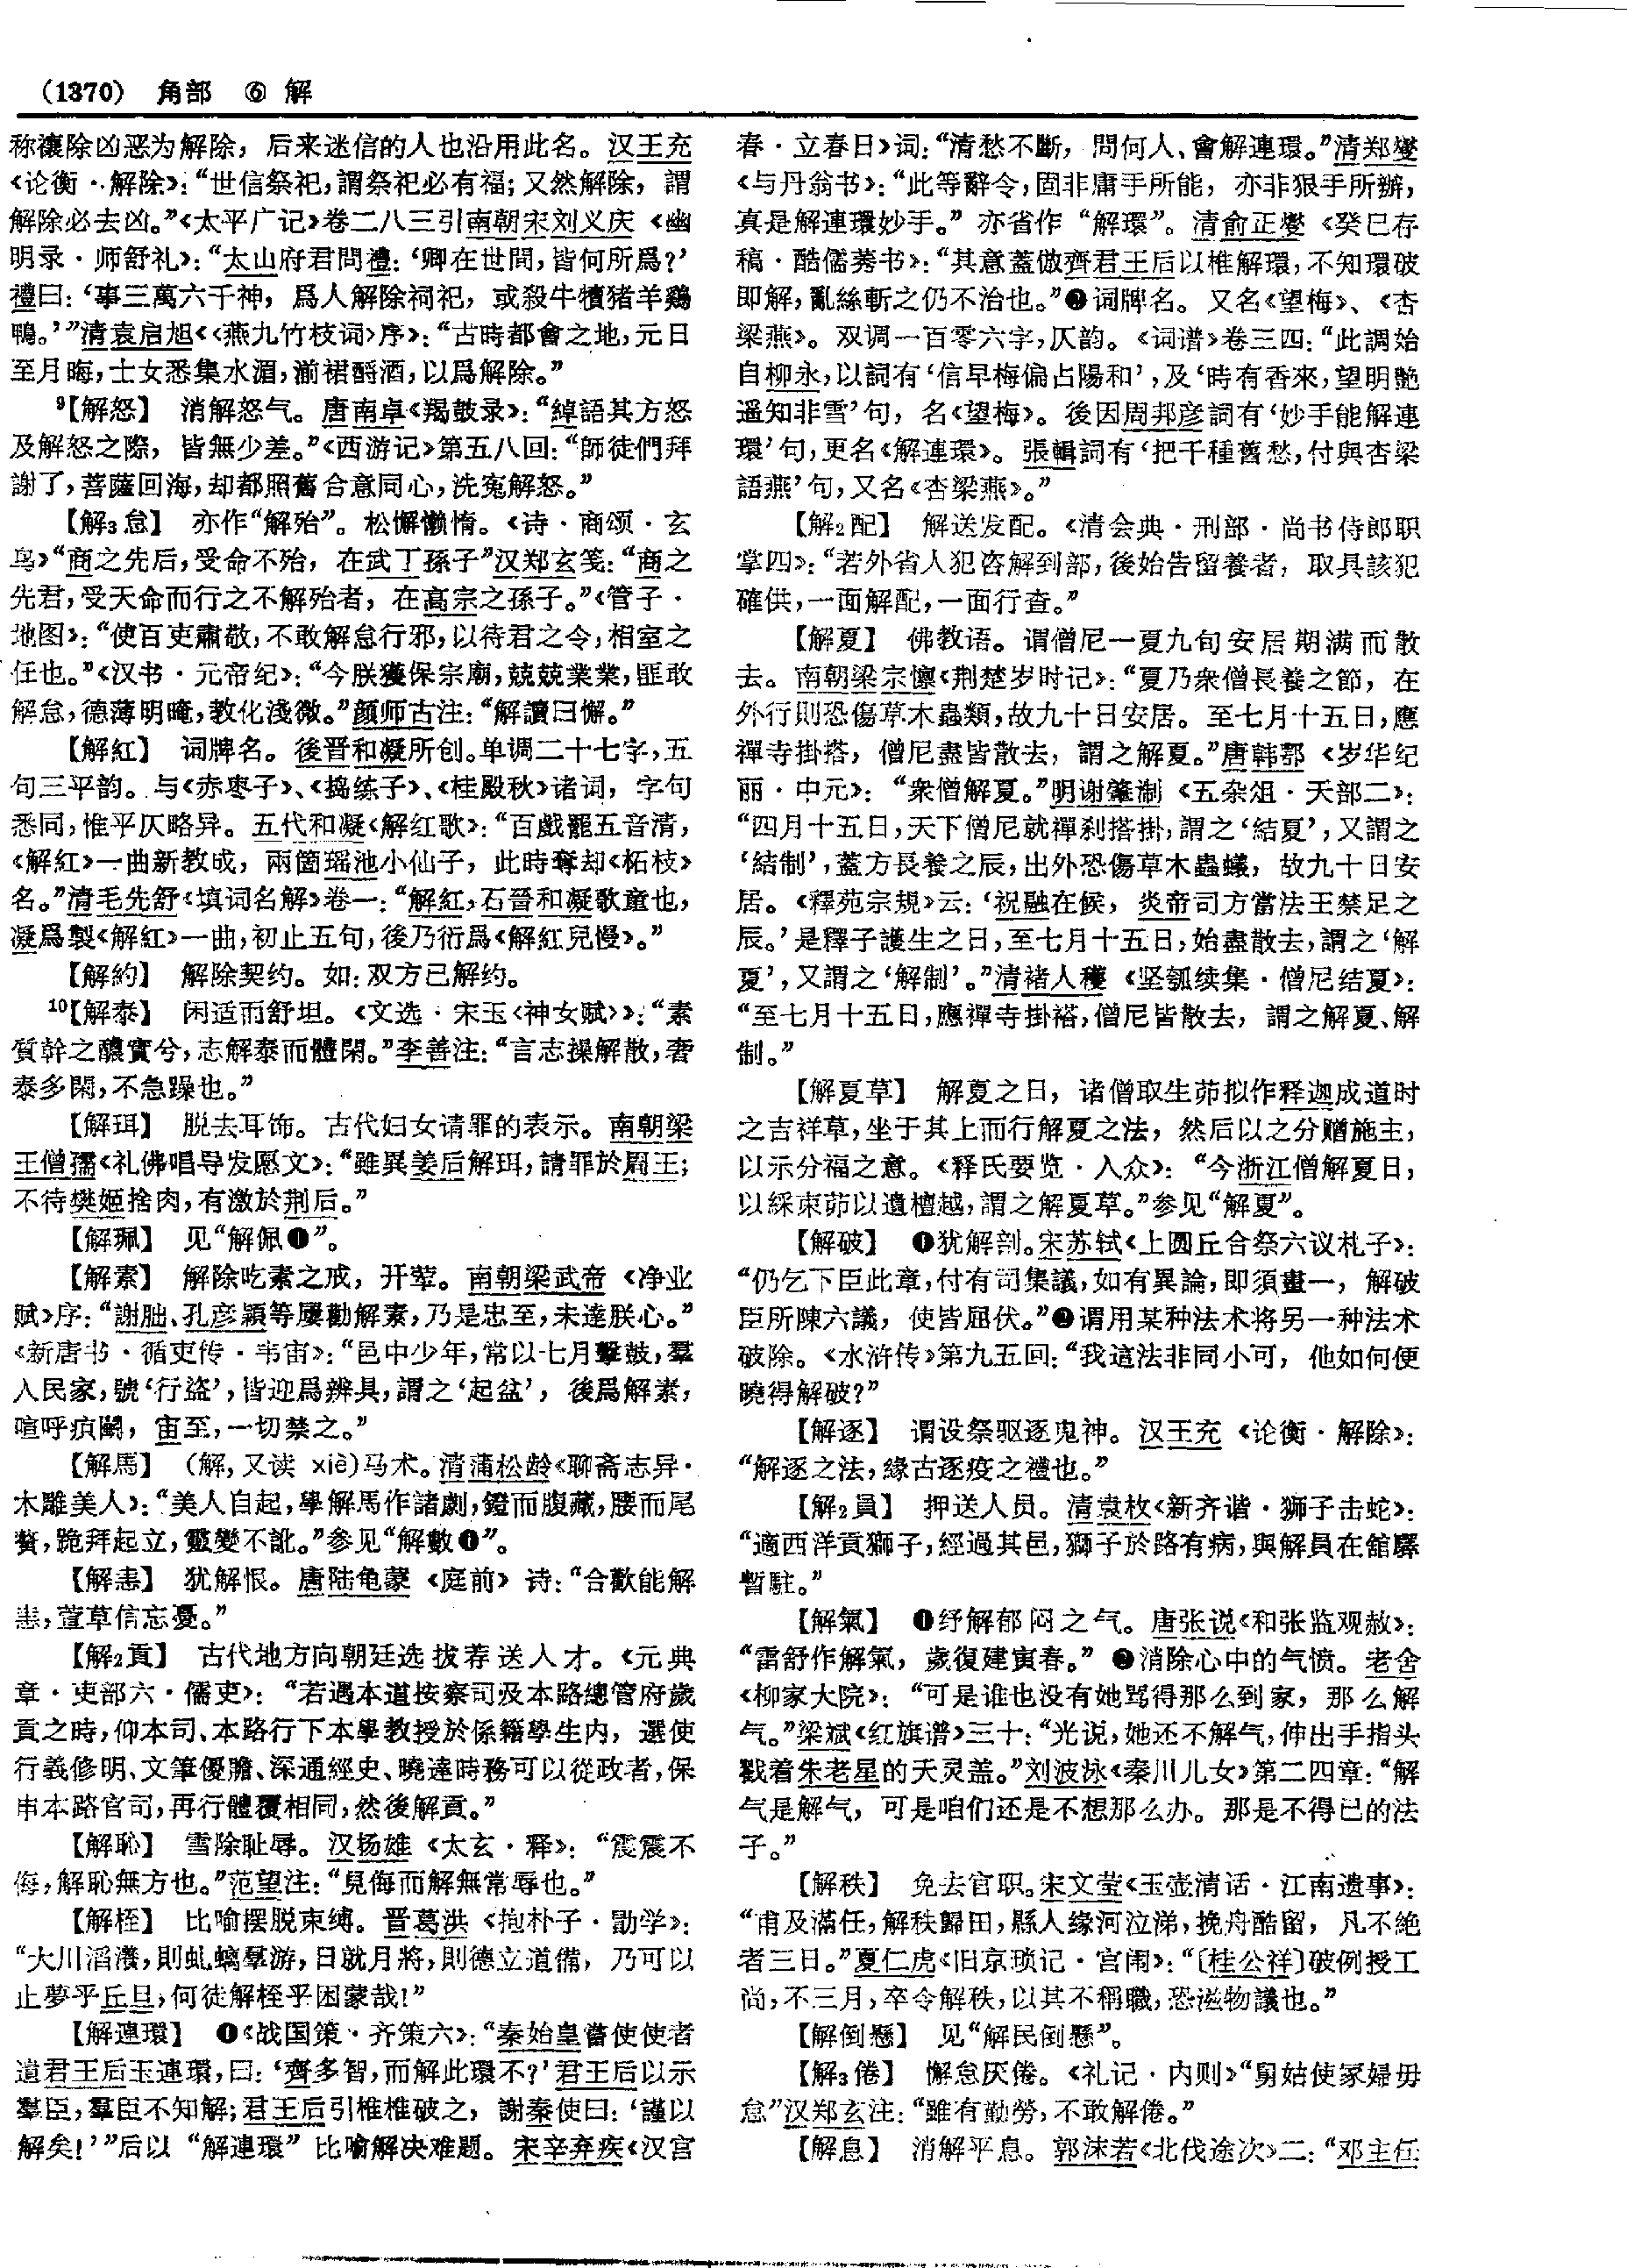 (1370) 角部 ⑥ 解
称禳除凶恶为解除，后来迷信的人也沿用此名。汉王充
《论衡·解除》：“世信祭祀，謂祭祀必有福；又然解除，謂
解除必去凶。”《太平广记》卷二八三引南朝宋刘义庆《幽
明录·师舒礼》：“太山府君問禮：‘卿在世間，皆何所爲？’
禮曰：‘事三萬六千神，爲人解除祠祀，或殺牛犢猪羊鷄
鴨。’”清袁启旭《〈燕九竹枝词〉序》：“古時都會之地，元日
至月晦，士女悉集水湄，湔裙酹酒，以爲解除。”
⁹【解怒】 消解怒气。唐南卓《羯鼓录》：“綽語其方怒
及解怒之際，皆無少差。”《西游记》第五八回：“師徒們拜
謝了，菩薩回海，却都照舊合意同心，洗寃解怒。”
【解₃怠】 亦作“解殆”。松懈懒惰。《诗·商颂·玄
鸟》“商之先后，受命不殆，在武丁孫子”汉郑玄笺：“商之
先君，受天命而行之不解殆者，在高宗之孫子。”《管子·
地图》：“使百吏肅敬，不敢解怠行邪，以待君之令，相室之
任也。”《汉书·元帝纪》：“今朕獲保宗廟，兢兢業業，匪敢
解怠，德薄明晻，教化淺微。”颜师古注：“解讀曰懈。”
【解紅】 词牌名。後晋和凝所创。单调二十七字，五
句三平韵。与《赤枣子》、《捣练子》、《桂殿秋》诸词，字句
悉同，惟平仄略异。五代和凝《解红歌》：“百戲罷五音清，
《解紅》一曲新教成，兩箇瑶池小仙子，此時奪却《柘枝》
名。”清毛先舒《填词名解》卷一：“解紅，石晉和凝歌童也，
凝爲製《解紅》一曲，初止五句，後乃衍爲《解紅兒慢》。”
【解約】 解除契约。如：双方已解约。
¹⁰【解泰】 闲适而舒坦。《文选·宋玉〈神女赋〉》：“素
質幹之醲實兮，志解泰而體閑。”李善注：“言志操解散，奢
泰多閑，不急躁也。”
【解珥】 脱去耳饰。古代妇女请罪的表示。南朝梁
王僧孺《礼佛唱导发愿文》：“雖異姜后解珥，請罪於周王；
不待樊姬捨肉，有激於荆后。”
【解珮】 见“解佩❶”。
【解素】 解除吃素之戒，开荤。南朝梁武帝《净业
赋》序：“謝朏、孔彦穎等屢勸解素，乃是忠至，未達朕心。”
《新唐书·循吏传·韦宙》：“邑中少年，常以七月擊鼓，羣
入民家，號‘行盜’，皆迎爲辨具，謂之‘起盆’，後爲解素，
喧呼疻鬭，宙至，一切禁之。”
【解馬】 （解，又读 xiè）马术。清蒲松龄《聊斋志异·
木雕美人》：“美人自起，學解馬作諸劇，鐙而腹藏，腰而尾
贅，跪拜起立，靈變不訛。”参见“解數❶”。
【解恚】 犹解恨。唐陆龟蒙《庭前》诗：“合歡能解
恚，萱草信忘憂。”
【解₂貢】 古代地方向朝廷选拔荐送人才。《元典
章·吏部六·儒吏》：“若遇本道按察司及本路總管府歲
貢之時，仰本司、本路行下本學教授於係籍學生内，選使
行義修明、文筆優贍、深通經史、曉達時務可以從政者，保
申本路官司，再行體覆相同，然後解貢。”
【解恥】 雪除耻辱。汉扬雄《太玄·释》：“震震不
侮，解恥無方也。”范望注：“見侮而解無常辱也。”
【解桎】 比喻摆脱束缚。晋葛洪《抱朴子·勖学》：
“大川滔瀁，則虬螭羣游，日就月將，則德立道備，乃可以
止夢乎丘旦，何徒解桎乎困蒙哉！”
【解連環】 ❶《战国策·齐策六》：“秦始皇嘗使使者
遺君王后玉連環，曰：‘齊多智，而解此環不？’君王后以示
羣臣，羣臣不知解；君王后引椎椎破之，謝秦使曰：‘謹以
解矣！’”后以“解連環”比喻解决难题。宋辛弃疾《汉宫
春·立春日》词：“清愁不斷，問何人、會解連環。”清郑燮
《与丹翁书》：“此等辭令，固非庸手所能，亦非狠手所辦，
真是解連環妙手。”亦省作“解環”。清俞正燮《癸巳存
稿·酷儒莠书》：“其意蓋倣齊君王后以椎解環，不知環破
即解，亂絲斬之仍不治也。”❷词牌名。又名《望梅》、《杏
梁燕》。双调一百零六字，仄韵。《词谱》卷三四：“此調始
自柳永，以詞有‘信早梅偏占陽和’，及‘時有香來，望明艷
遥知非雪’句，名《望梅》。後因周邦彦詞有‘妙手能解連
環’句，更名《解連環》。張輯詞有‘把千種舊愁，付與杏梁
語燕’句，又名《杏梁燕》。”
【解₂配】 解送发配。《清会典·刑部·尚书侍郎职
掌四》：“若外省人犯咨解到部，後始告留養者，取具該犯
確供，一面解配，一面行查。”
【解夏】 佛教语。谓僧尼一夏九旬安居期满而散
去。南朝梁宗懔《荆楚岁时记》：“夏乃衆僧長養之節，在
外行則恐傷草木蟲類，故九十日安居。至七月十五日，應
禪寺掛搭，僧尼盡皆散去，謂之解夏。”唐韩鄂《岁华纪
丽·中元》：“衆僧解夏。”明谢肇淛《五杂俎·天部二》：
“四月十五日，天下僧尼就禪刹搭掛，謂之‘結夏’，又謂之
‘結制’，蓋方長養之辰，出外恐傷草木蟲蟻，故九十日安
居。《釋苑宗規》云：‘祝融在候，炎帝司方當法王禁足之
辰。’是釋子護生之日，至七月十五日，始盡散去，謂之‘解
夏’，又謂之‘解制’。”清褚人穫《坚瓠续集·僧尼结夏》：
“至七月十五日，應禪寺掛褡，僧尼皆散去，謂之解夏、解
制。”
【解夏草】 解夏之日，诸僧取生茆拟作释迦成道时
之吉祥草，坐于其上而行解夏之法，然后以之分赠施主，
以示分福之意。《释氏要览·入众》：“今浙江僧解夏日，
以綵束茆以遺檀越，謂之解夏草。”参见“解夏”。
【解破】 ❶犹解剖。宋苏轼《上圆丘合祭六议札子》：
“仍乞下臣此章，付有司集議，如有異論，即須畫一，解破
臣所陳六議，使皆屈伏。”❷谓用某种法术将另一种法术
破除。《水浒传》第九五回：“我這法非同小可，他如何便
曉得解破？”
【解逐】 谓设祭驱逐鬼神。汉王充《论衡·解除》：
“解逐之法，緣古逐疫之禮也。”
【解₂員】 押送人员。清袁枚《新齐谐·狮子击蛇》：
“適西洋貢獅子，經過其邑，獅子於路有病，與解員在館驛
暫駐。”
【解氣】 ❶纾解郁闷之气。唐张说《和张监观赦》：
“雷舒作解氣，歲復建寅春。”❷消除心中的气愤。老舍
《柳家大院》：“可是谁也没有她骂得那么到家，那么解
气。”梁斌《红旗谱》三十：“光说，她还不解气，伸出手指头
戳着朱老星的天灵盖。”刘波泳《秦川儿女》第二四章：“解
气是解气，可是咱们还是不想那么办。那是不得已的法
子。”
【解秩】 免去官职。宋文莹《玉壶清话·江南遗事》：
“甫及滿任，解秩歸田，縣人緣河泣涕，挽舟酷留，凡不絶
者三日。”夏仁虎《旧京琐记·宫闱》：“〔桂公祥〕破例授工
尚，不三月，卒令解秩，以其不稱職，恐滋物議也。”
【解倒懸】 见“解民倒懸”。
【解₃倦】 懈怠厌倦。《礼记·内则》“舅姑使冢婦毋
怠”汉郑玄注：“雖有勤勞，不敢解倦。”
【解息】 消解平息。郭沫若《北伐途次》二：“邓主任